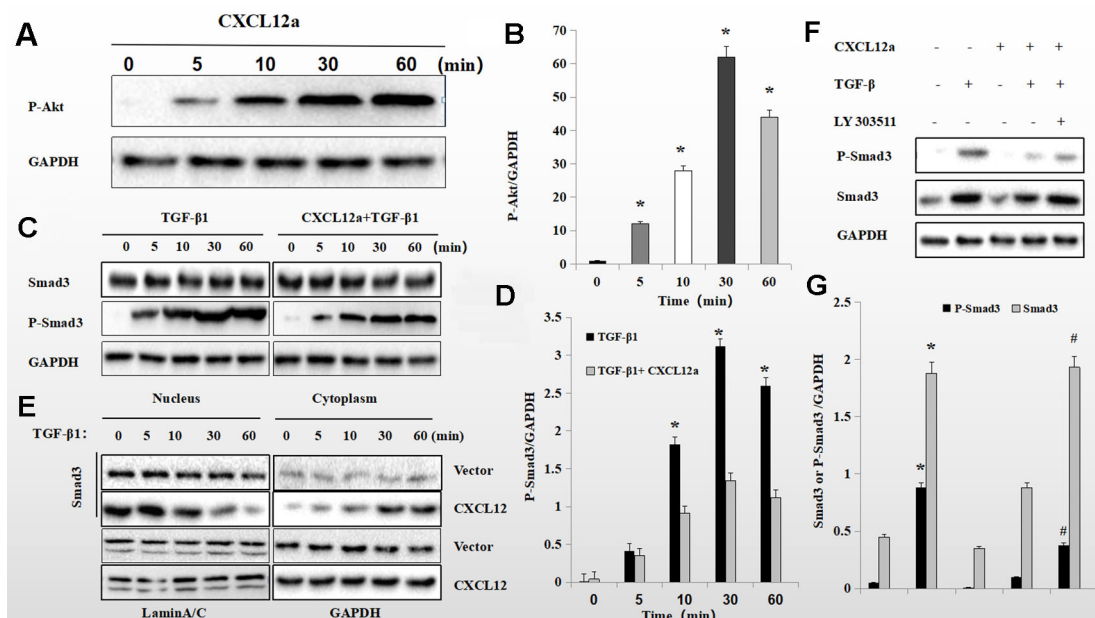 A
CXCL12a
0 5 10 30 60 (min)
P-Akt
GAPDH
B
70
60
50
40
30
20
10
0
P-Akt/GAPDH
* * * *
0 5 10 30 60
Time (min)
C
TGF-β1 CXCL12a+TGF-β1
0 5 10 30 60 0 5 10 30 60 (min)
Smad3
P-Smad3
GAPDH
D
3.5
3
2.5
2
1.5
1
0.5
0
P-Smad3/GAPDH
TGF-β1
TGF-β1+ CXCL12a
* * *
0 5 10 30 60
Time (min)
E
Nucleus Cytoplasm
TGF-β1: 0 5 10 30 60 0 5 10 30 60 (min)
Smad3
Vector
CXCL12
Vector
CXCL12
LaminA/C GAPDH
F
CXCL12a - - + + +
TGF-β - + - + +
LY 303511 - - - - +
P-Smad3
Smad3
GAPDH
G
2.5
2
1.5
1
0.5
0
Smad3 or P-Smad3 /GAPDH
P-Smad3 Smad3
* * # #